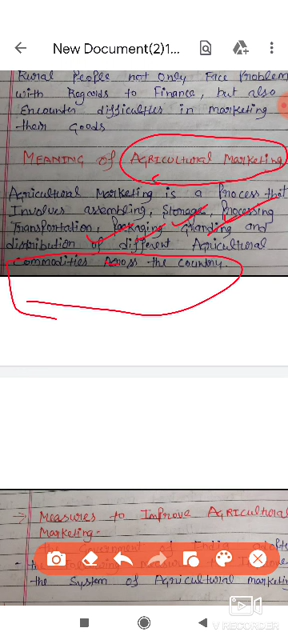 New Document(2)1...
Rural People not only Face Problem
with Regards to Finance, but also
Encounter difficulties in marketing
their Goods
MEANING of AGRICULTURAL MARKETING
Agricultural Marketing is a Process that
Involves assembling, Storage, Processing
Transportation, Packaging Granding and
distribution of different Agricultural
Commodities Across the country.
→ MEASURES to IMPROVE AGRICULTURAL
MARKETING-
the System of Agricultural marketin
V RECORDER